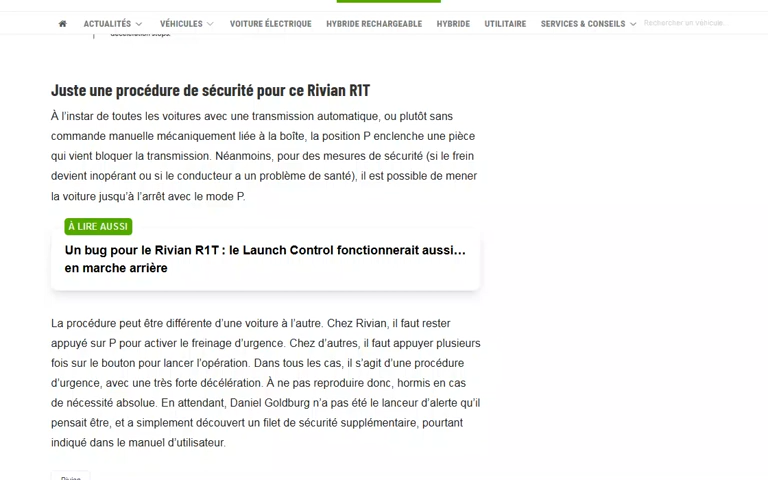 ACTUALITÉS VÉHICULES VOITURE ÉLECTRIQUE HYBRIDE RECHARGEABLE HYBRIDE UTILITAIRE SERVICES & CONSEILS Rechercher un véhicule
Juste une procédure de sécurité pour ce Rivian R1T
À l’instar de toutes les voitures avec une transmission automatique, ou plutôt sans
commande manuelle mécaniquement liée à la boîte, la position P enclenche une pièce
qui vient bloquer la transmission. Néanmoins, pour des mesures de sécurité (si le frein
devient inopérant ou si le conducteur a un problème de santé), il est possible de mener
la voiture jusqu’à l’arrêt avec le mode P.
À LIRE AUSSI
Un bug pour le Rivian R1T : le Launch Control fonctionnerait aussi…
en marche arrière
La procédure peut être différente d’une voiture à l’autre. Chez Rivian, il faut rester
appuyé sur P pour activer le freinage d’urgence. Chez d’autres, il faut appuyer plusieurs
fois sur le bouton pour lancer l’opération. Dans tous les cas, il s’agit d’une procédure
d’urgence, avec une très forte décélération. À ne pas reproduire donc, hormis en cas
de nécessité absolue. En attendant, Daniel Goldburg n’a pas été le lanceur d’alerte qu’il
pensait être, et a simplement découvert un filet de sécurité supplémentaire, pourtant
indiqué dans le manuel d’utilisateur.
Rivian